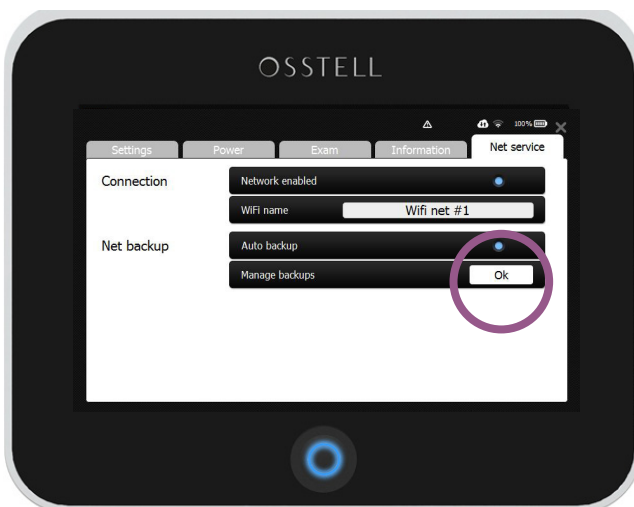 OSSTELL
100%
Settings Power Exam Information Net service
Connection Network enabled
WiFi name Wifi net #1
Net backup Auto backup
Manage backups Ok